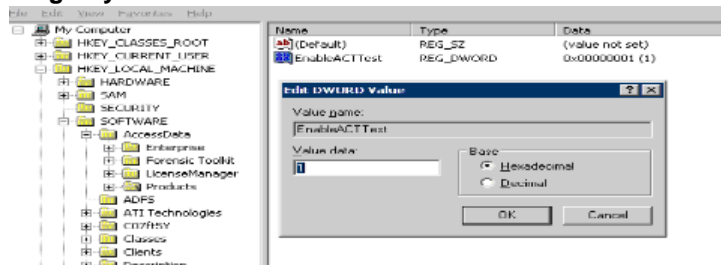 File Edit View Favorites Help
My Computer
HKEY_CLASSES_ROOT
HKEY_CURRENT_USER
HKEY_LOCAL_MACHINE
HARDWARE
SAM
SECURITY
SOFTWARE
AccessData
Enterprise
Forensic Toolkit
LicenseManager
Products
ADFS
ATI Technologies
C07ftSY
Classes
Clients
Name Type Data
ab (Default) REG_SZ (value not set)
EnableACTTest REG_DWORD 0x00000001 (1)
Edit DWORD Value
Value name:
EnableACTTest
Value data:
1
Base
Hexadecimal
Decimal
OK Cancel